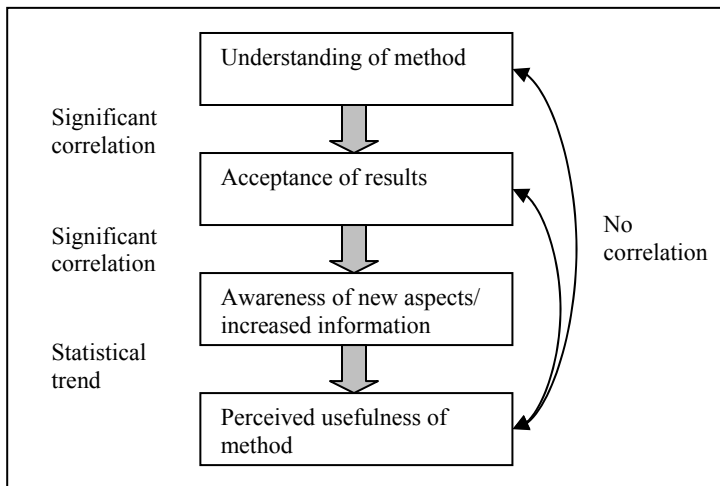 Understanding of method
Significant
correlation
Acceptance of results
Significant
correlation
No
correlation
Awareness of new aspects/
increased information
Statistical
trend
Perceived usefulness of
method